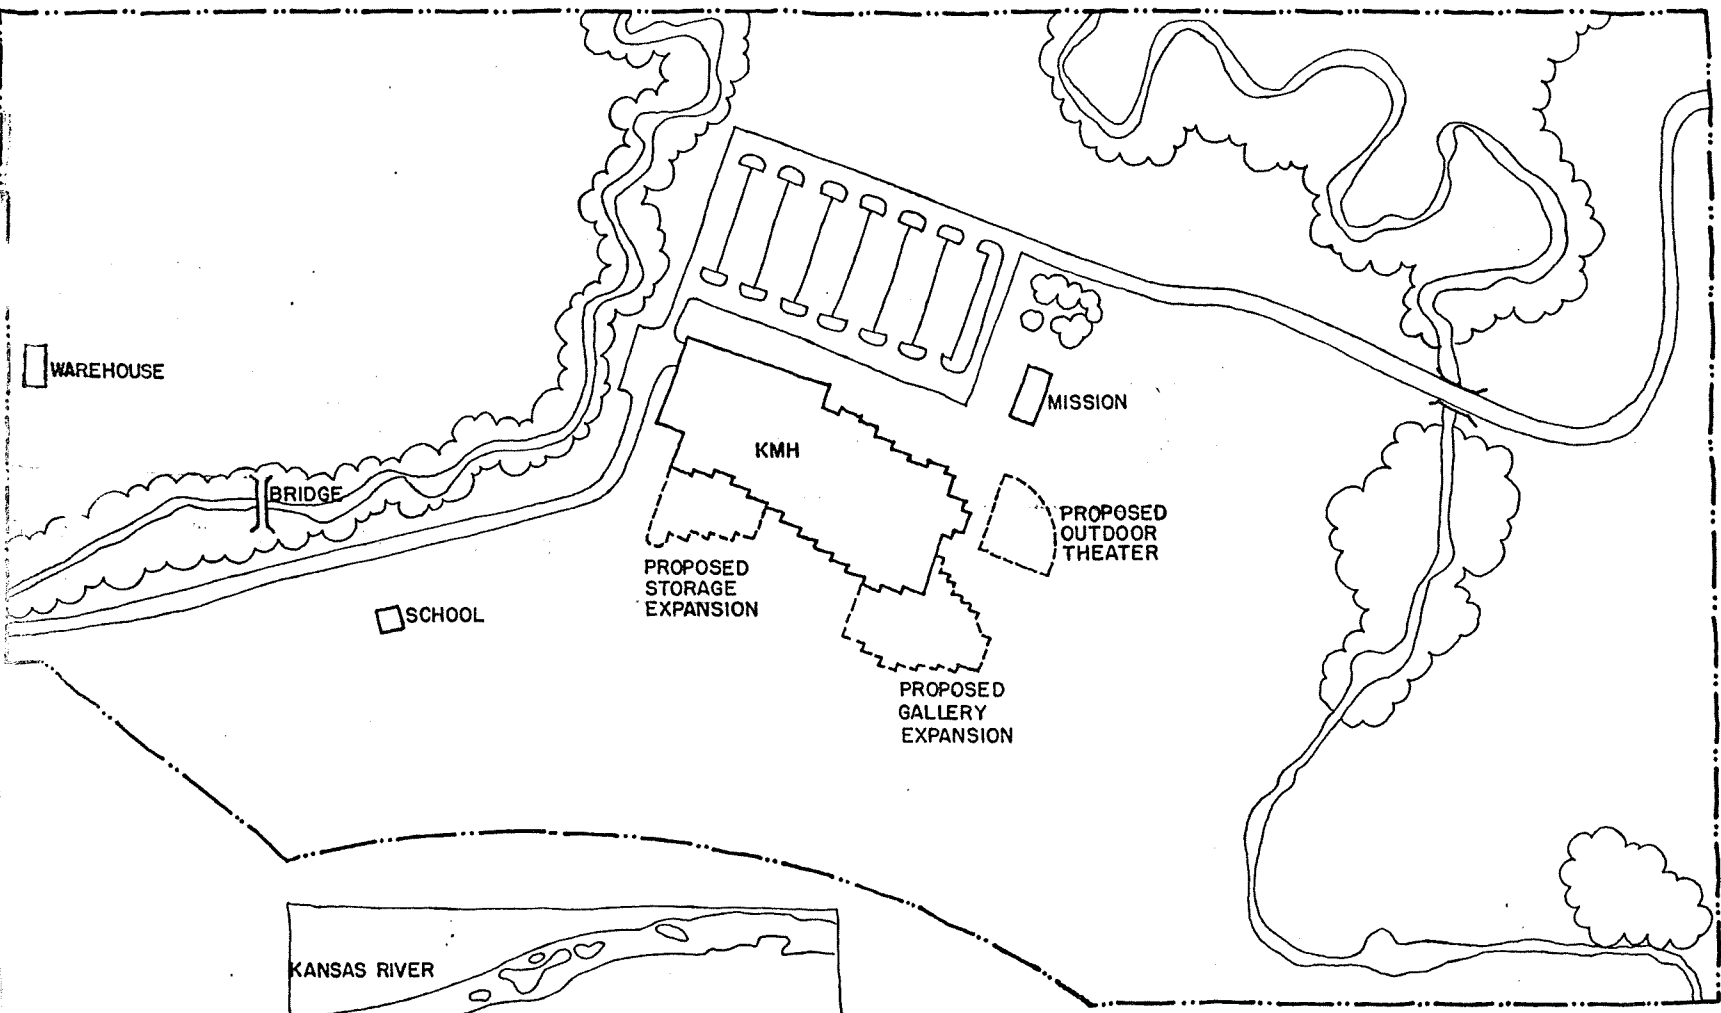 WAREHOUSE
MISSION
KMH
BRIDGE
PROPOSED
OUTDOOR
THEATER
PROPOSED
STORAGE
EXPANSION
SCHOOL
PROPOSED
GALLERY
EXPANSION
KANSAS RIVER